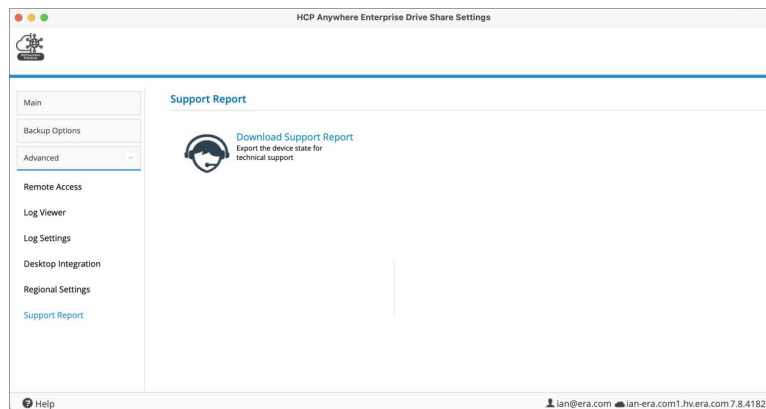 HCP Anywhere Enterprise Drive Share Settings
Main
Backup Options
Advanced
Remote Access
Log Viewer
Log Settings
Desktop Integration
Regional Settings
Support Report
Support Report
Download Support Report
Export the device state for
technical support
Help
ian@era.com ian-era.com1.hv.era.com 7.8.4182